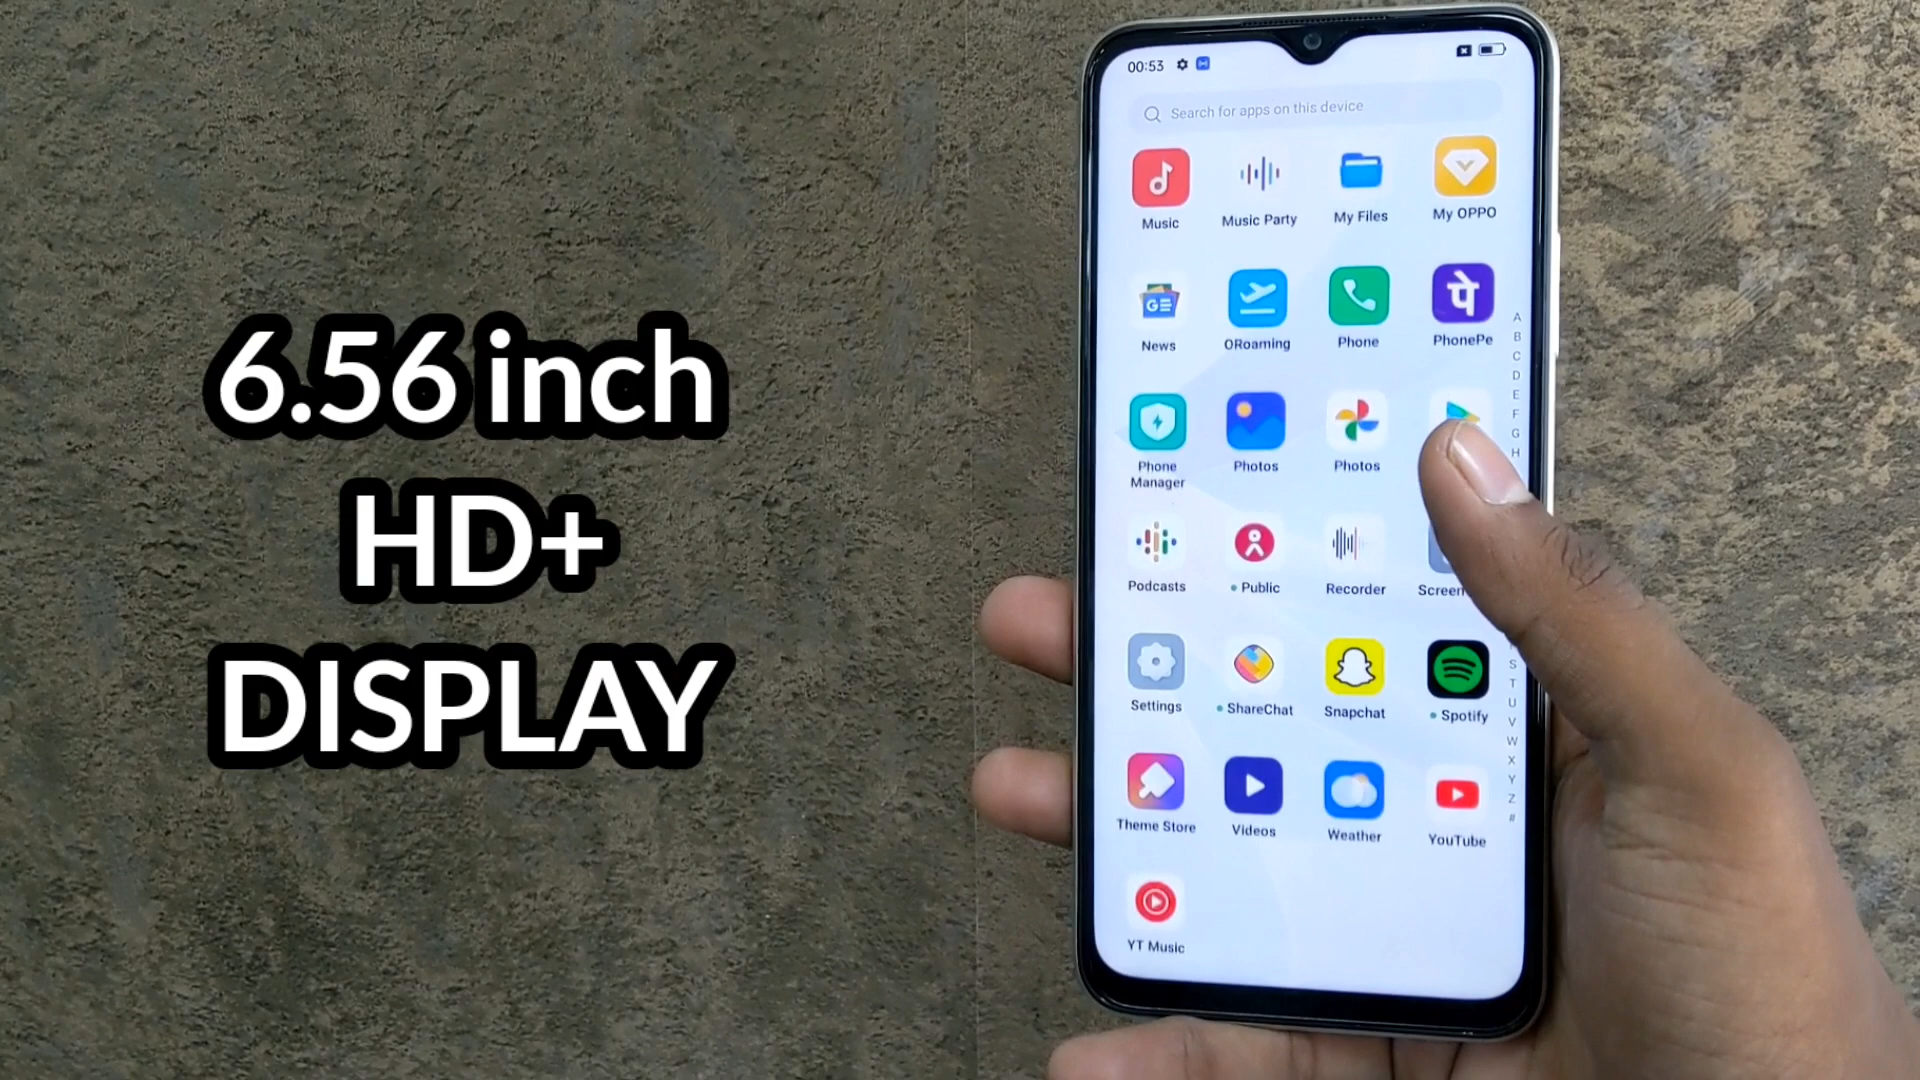 6.56 inch
HD+
DISPLAY
00:53
Search for apps on this device
Music
Music Party
My Files
My OPPO
GE
पे
News
ORoaming
Phone
PhonePe
Phone
Manager
Photos
Photos
Podcasts
Public
Recorder
Screen
Settings
ShareChat
Snapchat
Spotify
Theme Store
Videos
Weather
YouTube
YT Music
A
B
C
D
E
F
G
H
S
T
U
V
W
X
Y
Z
#